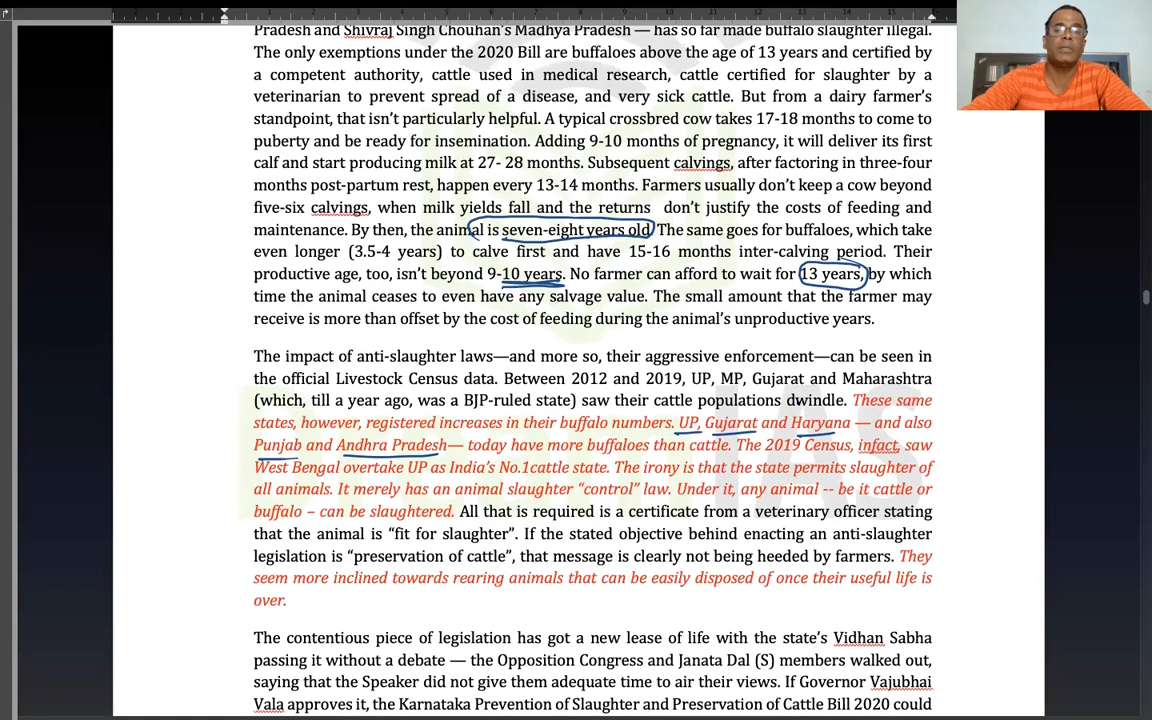 Pradesh and Shivraj Singh Chouhan's Madhya Pradesh — has so far made buffalo slaughter illegal.
The only exemptions under the 2020 Bill are buffaloes above the age of 13 years and certified by
a competent authority, cattle used in medical research, cattle certified for slaughter by a
veterinarian to prevent spread of a disease, and very sick cattle. But from a dairy farmer's
standpoint, that isn't particularly helpful. A typical crossbred cow takes 17-18 months to come to
puberty and be ready for insemination. Adding 9-10 months of pregnancy, it will deliver its first
calf and start producing milk at 27- 28 months. Subsequent calvings, after factoring in three-four
months post-partum rest, happen every 13-14 months. Farmers usually don't keep a cow beyond
five-six calvings, when milk yields fall and the returns don't justify the costs of feeding and
maintenance. By then, the animal is seven-eight years old. The same goes for buffaloes, which take
even longer (3.5-4 years) to calve first and have 15-16 months inter-calving period. Their
productive age, too, isn't beyond 9-10 years. No farmer can afford to wait for 13 years, by which
time the animal ceases to even have any salvage value. The small amount that the farmer may
receive is more than offset by the cost of feeding during the animal's unproductive years.
The impact of anti-slaughter laws—and more so, their aggressive enforcement—can be seen in
the official Livestock Census data. Between 2012 and 2019, UP, MP, Gujarat and Maharashtra
(which, till a year ago, was a BJP-ruled state) saw their cattle populations dwindle. These same
states, however, registered increases in their buffalo numbers. UP, Gujarat and Haryana — and also
Punjab and Andhra Pradesh— today have more buffaloes than cattle. The 2019 Census, infact, saw
West Bengal overtake UP as India's No.1cattle state. The irony is that the state permits slaughter of
all animals. It merely has an animal slaughter "control" law. Under it, any animal -- be it cattle or
buffalo – can be slaughtered. All that is required is a certificate from a veterinary officer stating
that the animal is "fit for slaughter". If the stated objective behind enacting an anti-slaughter
legislation is "preservation of cattle", that message is clearly not being heeded by farmers. They
seem more inclined towards rearing animals that can be easily disposed of once their useful life is
over.
The contentious piece of legislation has got a new lease of life with the state's Vidhan Sabha
passing it without a debate — the Opposition Congress and Janata Dal (S) members walked out,
saying that the Speaker did not give them adequate time to air their views. If Governor Vajubhai
Vala approves it, the Karnataka Prevention of Slaughter and Preservation of Cattle Bill 2020 could